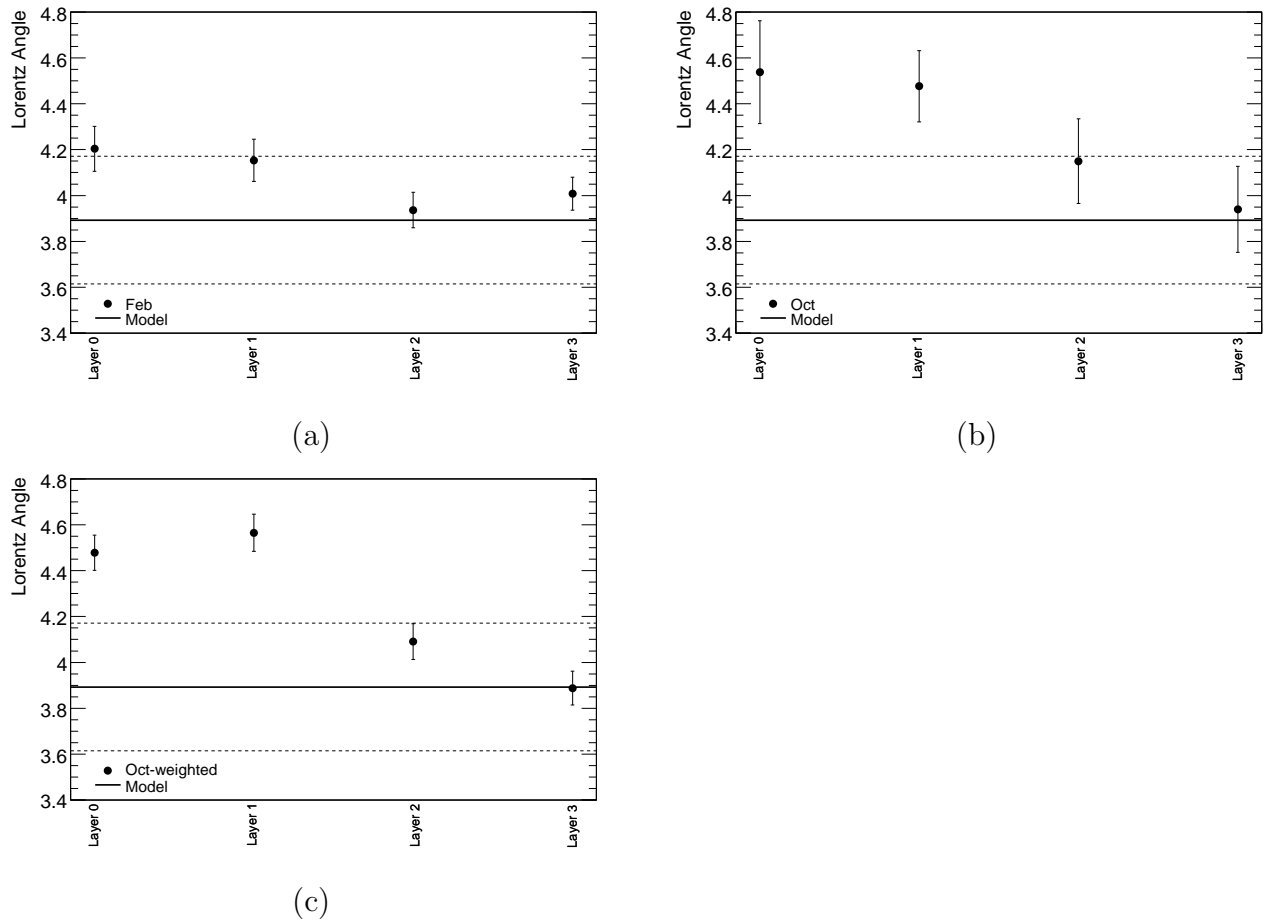 Lorentz Angle
4.8
4.6
4.4
4.2
4
3.8
3.6
3.4
Feb
Model
Layer 0
Layer 1
Layer 2
Layer 3
(a)
Lorentz Angle
4.8
4.6
4.4
4.2
4
3.8
3.6
3.4
Oct
Model
Layer 0
Layer 1
Layer 2
Layer 3
(b)
Lorentz Angle
4.8
4.6
4.4
4.2
4
3.8
3.6
3.4
Oct-weighted
Model
Layer 0
Layer 1
Layer 2
Layer 3
(c)